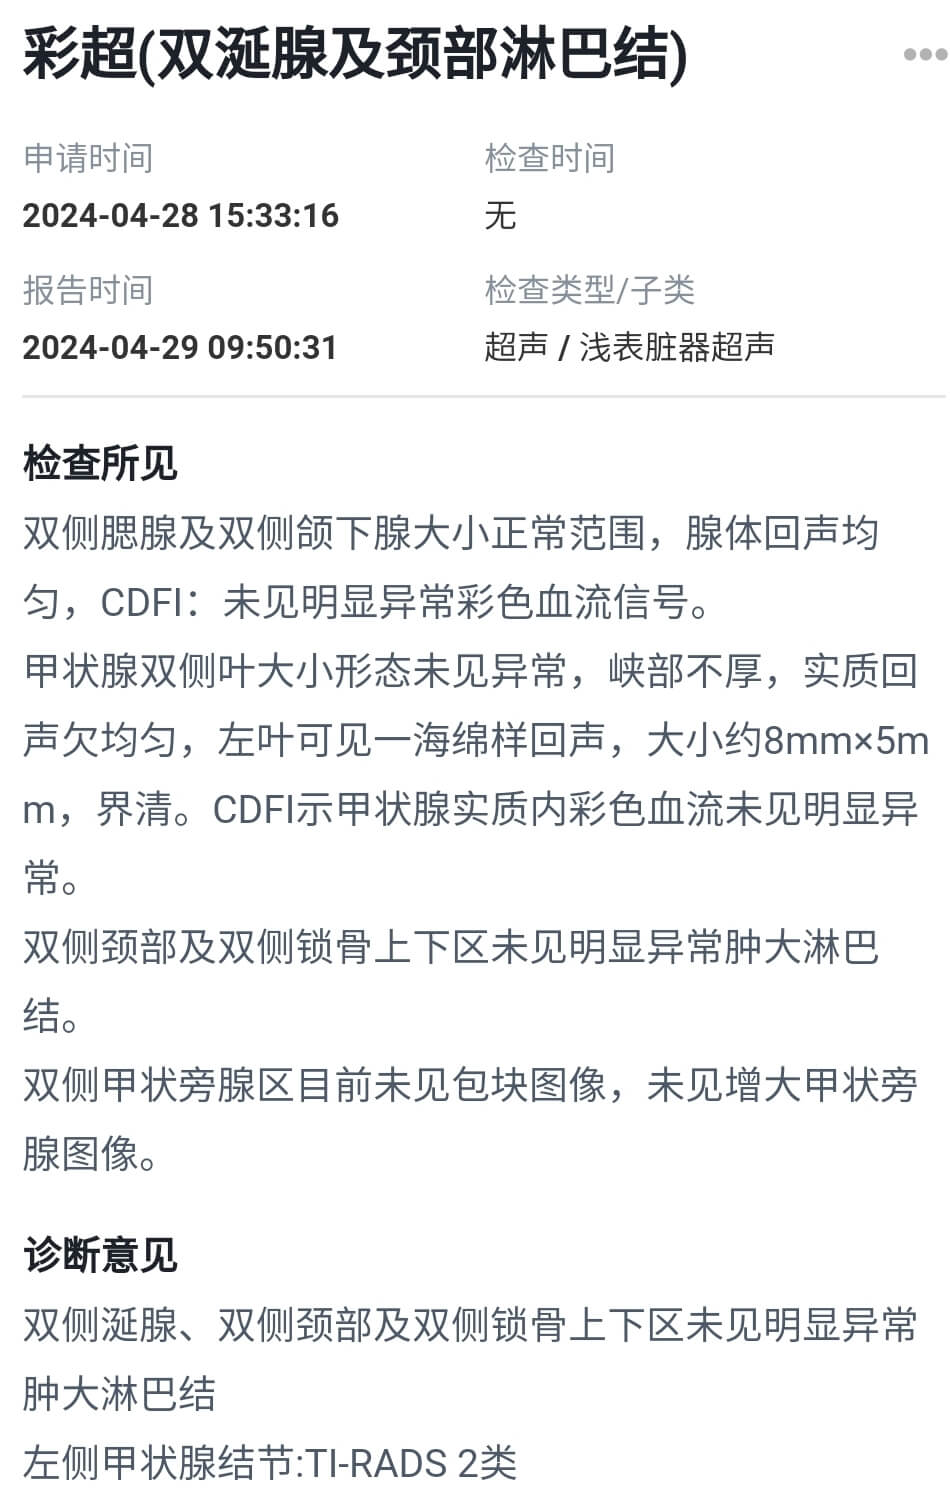 彩超(双涎腺及颈部淋巴结)
申请时间
检查时间
2024-04-28 15:33:16
无
报告时间
检查类型/子类
2024-04-29 09:50:31
超声 / 浅表脏器超声
检查所见
双侧腮腺及双侧颌下腺大小正常范围，腺体回声均
匀，CDFI：未见明显异常彩色血流信号。
甲状腺双侧叶大小形态未见异常，峡部不厚，实质回
声欠均匀，左叶可见一海绵样回声，大小约8mm×5m
m，界清。CDFI示甲状腺实质内彩色血流未见明显异
常。
双侧颈部及双侧锁骨上下区未见明显异常肿大淋巴
结。
双侧甲状旁腺区目前未见包块图像，未见增大甲状旁
腺图像。
诊断意见
双侧涎腺、双侧颈部及双侧锁骨上下区未见明显异常
肿大淋巴结
左侧甲状腺结节:TI-RADS 2类